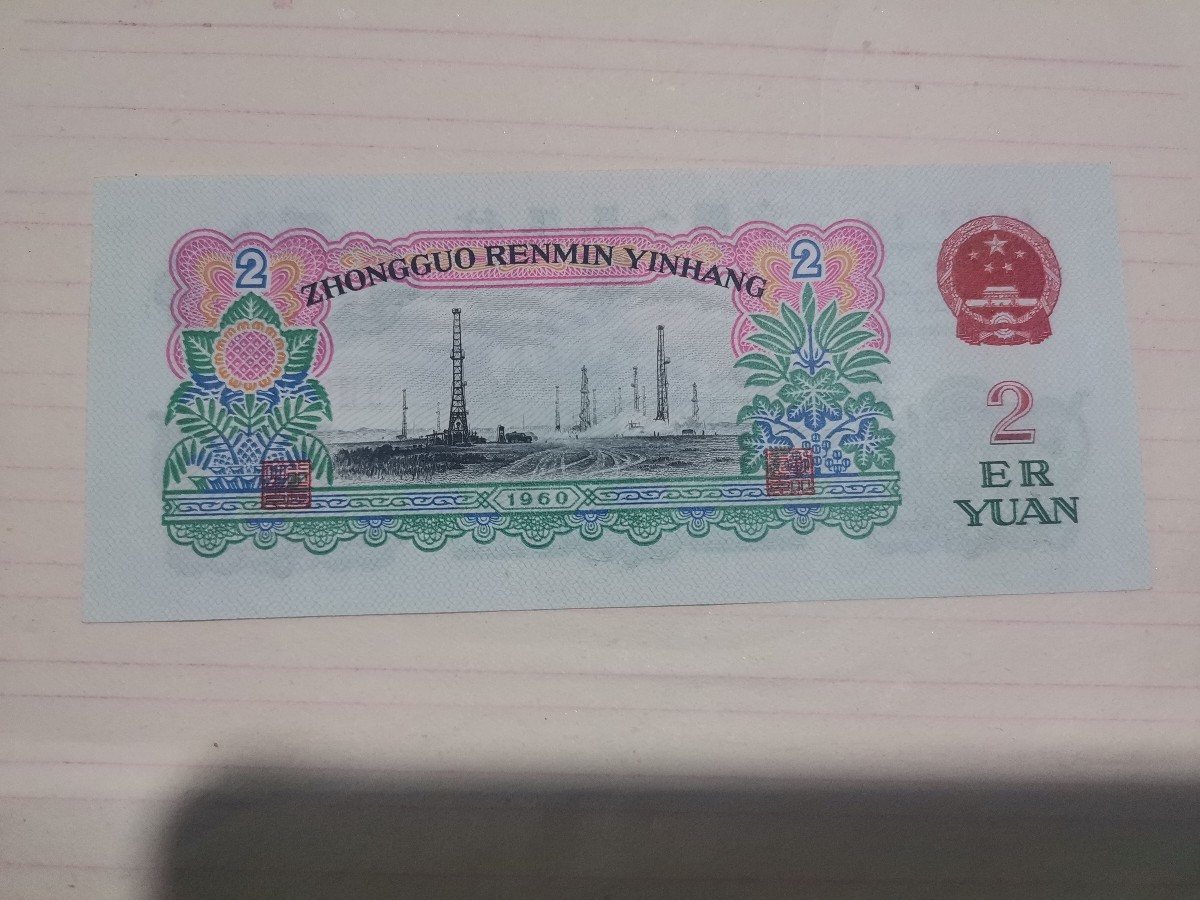 2
ZHONGGUO RENMIN YINHANG
2
1960
2
ER
YUAN